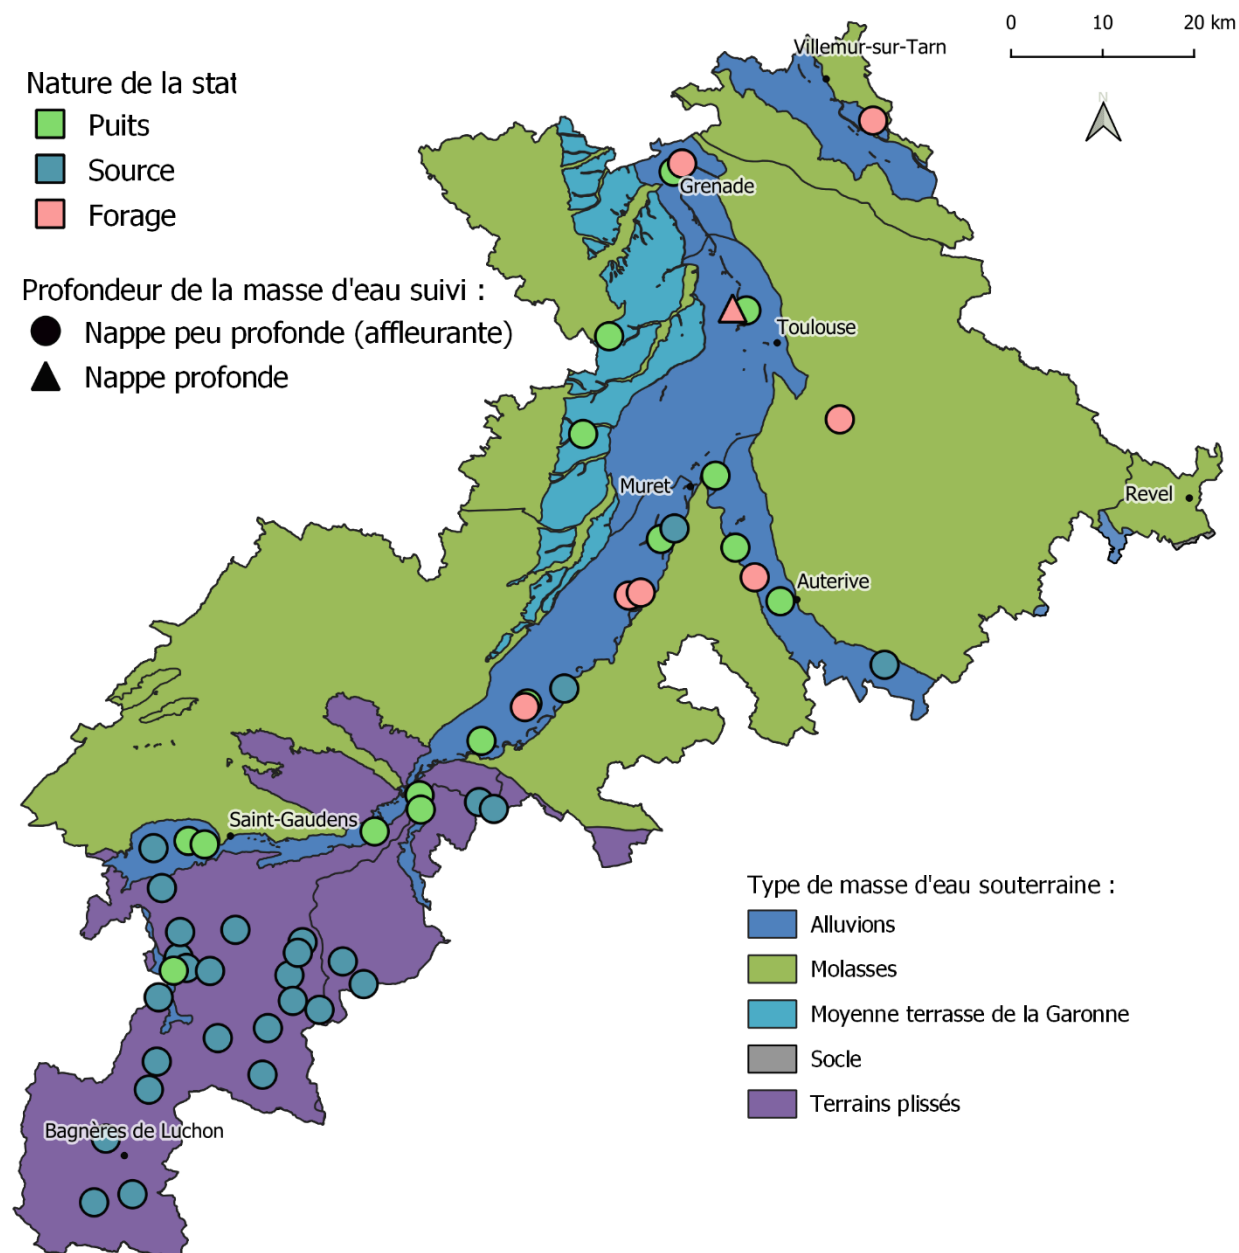 0 10 20 km
Villemur-sur-Tarn
Nature de la stat
Puits
Source
Forage
N
Grenade
Profondeur de la masse d'eau suivi :
Nappe peu profonde (affleurante)
Nappe profonde
Toulouse
Muret
Revel
Auterive
Saint-Gaudens
Type de masse d'eau souterraine :
Alluvions
Molasses
Moyenne terrasse de la Garonne
Socle
Terrains plissés
Bagnères de Luchon